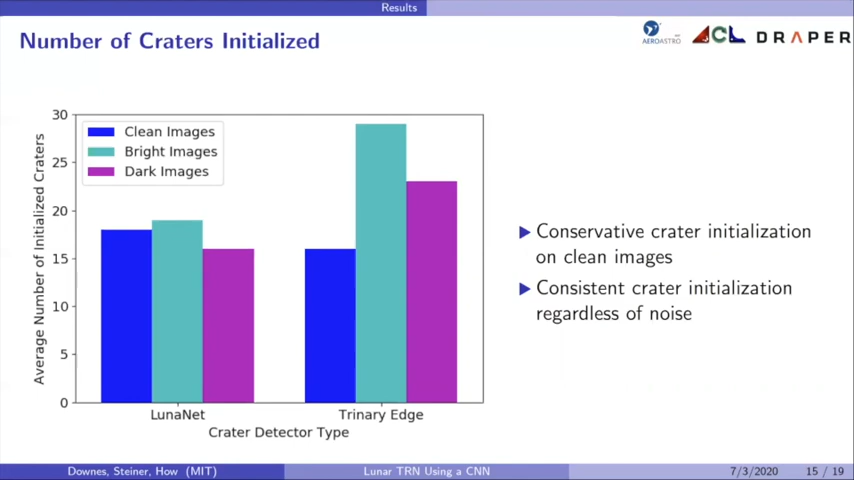 Results
Number of Craters Initialized
AEROASTRO
ACL
DRAPER
30
25
20
15
10
5
0
Average Number of Initialized Craters
Clean Images
Bright Images
Dark Images
LunaNet
Trinary Edge
Crater Detector Type
▶ Conservative crater initialization
on clean images
▶ Consistent crater initialization
regardless of noise
Downes, Steiner, How (MIT)
Lunar TRN Using a CNN
7/3/2020
15 / 19